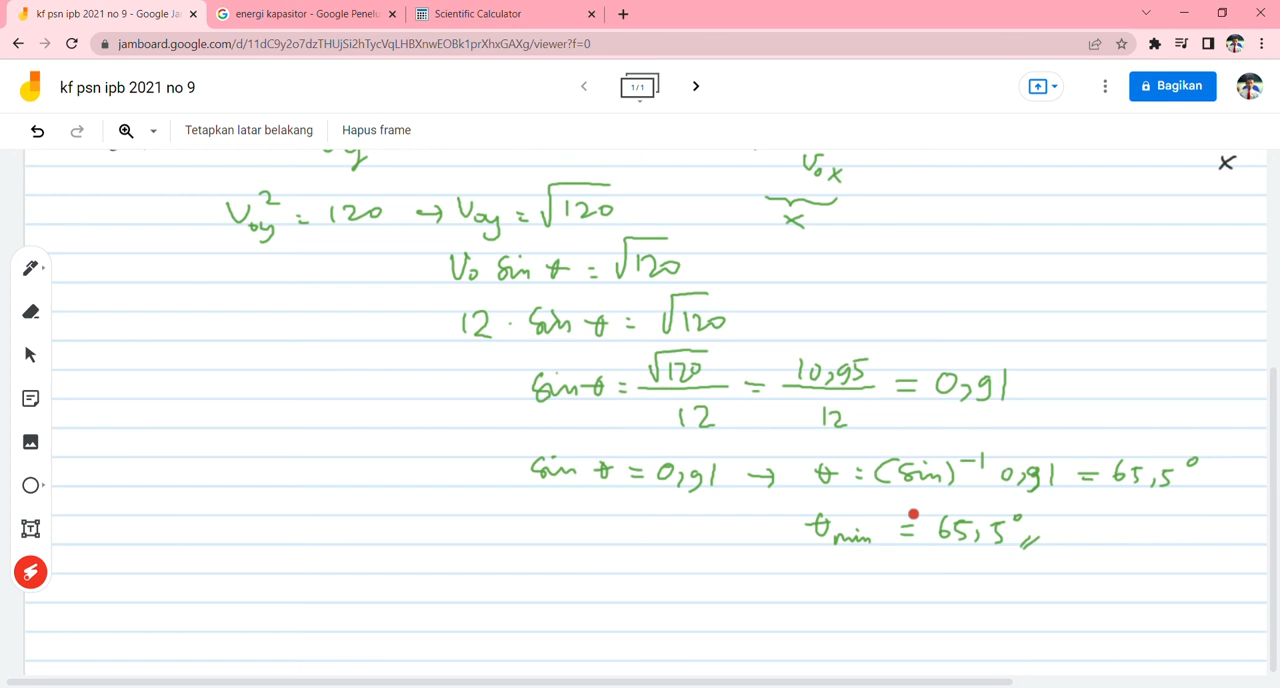 kf psn ipb 2021 no 9 - Google Ja
energi kapasitor - Google Penelu
Scientific Calculator
jamboard.google.com/d/11dC9y2o7dzTHUjSi2hTycVqLHBXnwEOBk1prXhxGAXg/viewer?f=0
kf psn ipb 2021 no 9
1/1
Bagikan
Tetapkan latar belakang
Hapus frame
V₀x
x
V₀y² = 120 → V₀y = √120
x
V₀ sin θ = √120
12 · sin θ = √120
sin θ = √120 / 12 = 10,95 / 12 = 0,91
sin θ = 0,91 → θ = (sin)⁻¹ 0,91 = 65,5°
θmin = 65,5°